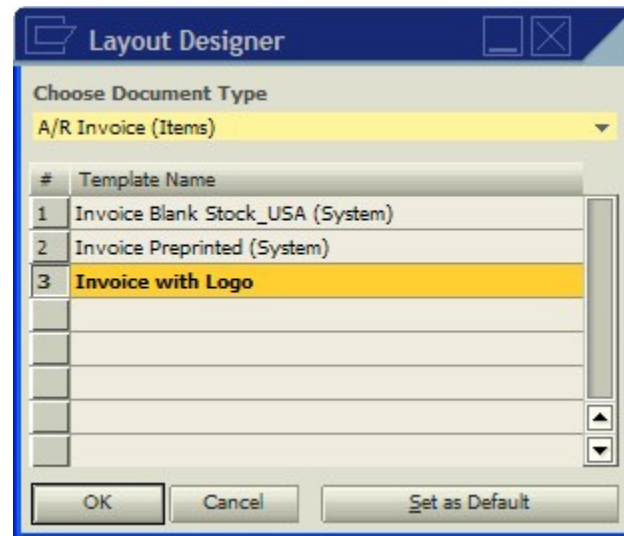 Layout Designer
Choose Document Type
A/R Invoice (Items)
# Template Name
1 Invoice Blank Stock_USA (System)
2 Invoice Preprinted (System)
3 Invoice with Logo
OK Cancel Set as Default